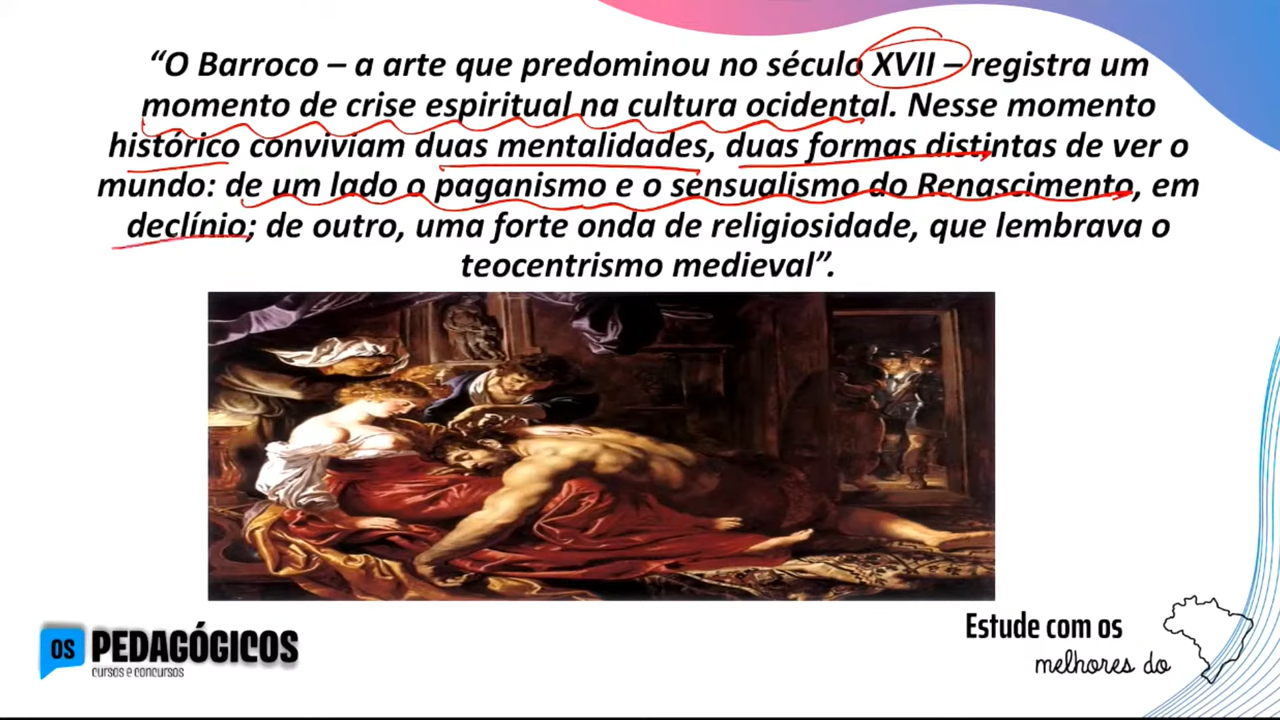 “O Barroco – a arte que predominou no século XVII – registra um
momento de crise espiritual na cultura ocidental. Nesse momento
histórico conviviam duas mentalidades, duas formas distintas de ver o
mundo: de um lado o paganismo e o sensualismo do Renascimento, em
declínio; de outro, uma forte onda de religiosidade, que lembrava o
teocentrismo medieval”.
OS PEDAGÓGICOS
cursos e concursos
Estude com os
melhores do